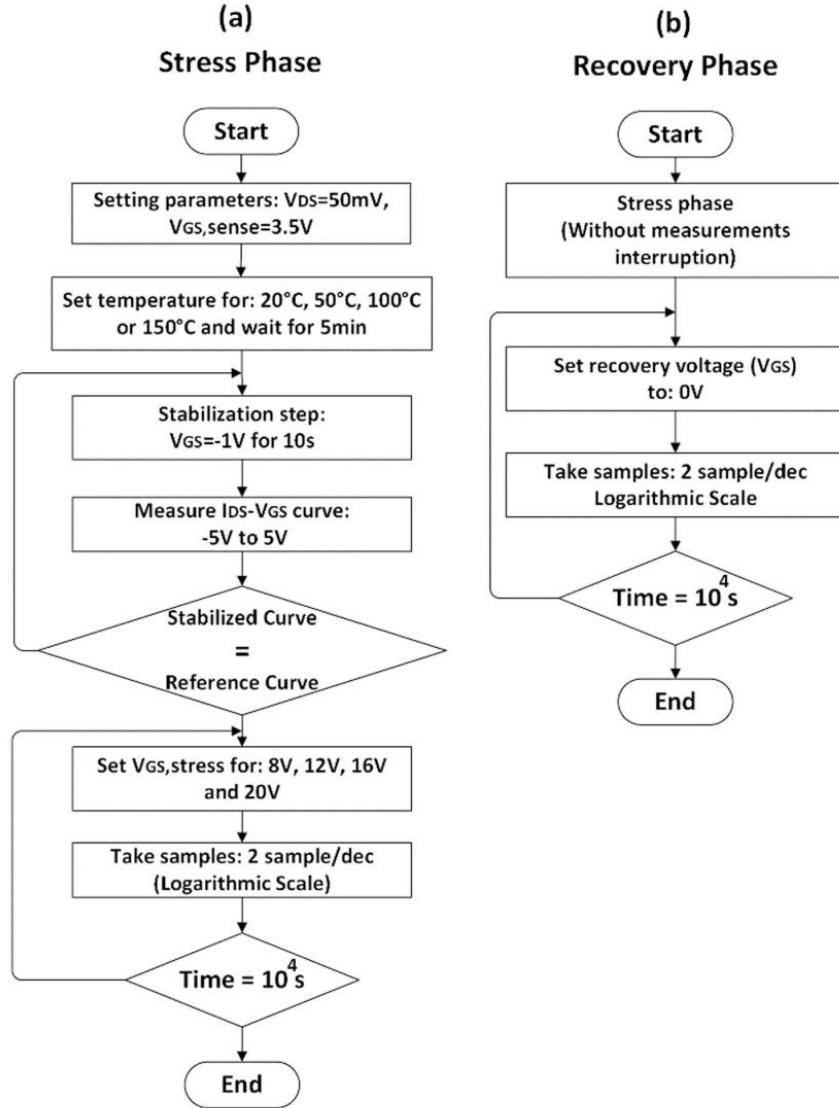 (a)
Stress Phase
Start
Setting parameters: VDS=50mV,
VGS,sense=3.5V
Set temperature for: 20°C, 50°C, 100°C
or 150°C and wait for 5min
Stabilization step:
VGS=-1V for 10s
Measure IDS-VGS curve:
-5V to 5V
Stabilized Curve
=
Reference Curve
Set VGS,stress for: 8V, 12V, 16V
and 20V
Take samples: 2 sample/dec
(Logarithmic Scale)
Time = 10⁴s
End
(b)
Recovery Phase
Start
Stress phase
(Without measurements
interruption)
Set recovery voltage (VGS)
to: 0V
Take samples: 2 sample/dec
Logarithmic Scale
Time = 10⁴s
End